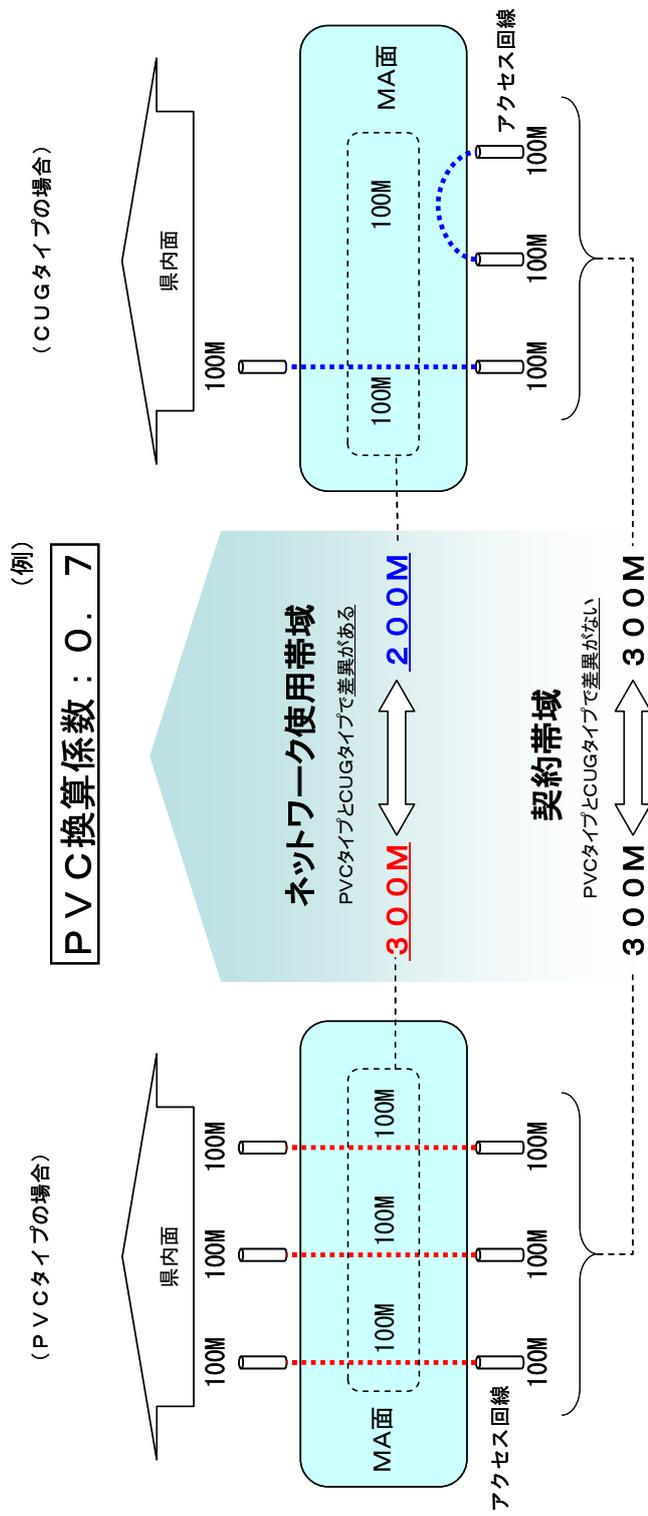 (例)
PVC換算係数:0.7
(PVCタイプの場合)
県内面
100M
100M
100M
MA面
100M
100M
100M
アクセス回線
100M
100M
100M
ネットワーク使用帯域
PVCタイプとCUGタイプで差異がある
300M
200M
契約帯域
PVCタイプとCUGタイプで差異がない
300M
300M
(CUGタイプの場合)
県内面
100M
MA面
100M
100M
アクセス回線
100M
100M
100M